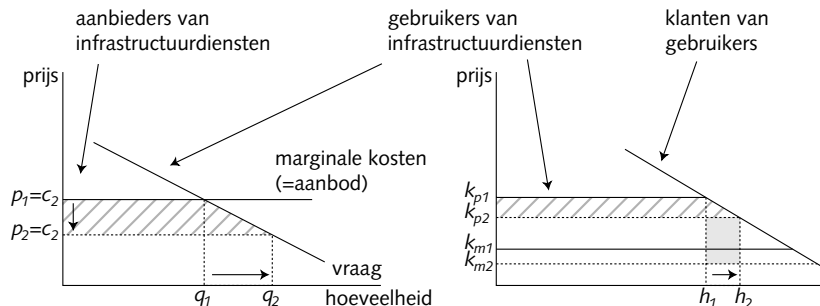 aanbieders van
infrastructuurdiensten
gebruikers van
infrastructuurdiensten
klanten van
gebruikers
prijs
marginale kosten
(=aanbod)
p1=c2
p2=c2
q1
q2
vraag
hoeveelheid
prijs
kp1
kp2
km1
km2
h1
h2